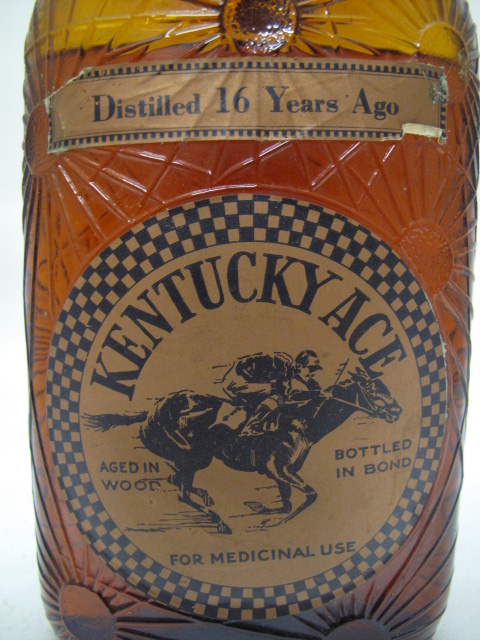 Distilled 16 Years Ago
KENTUCKY ACE
AGED IN
WOOD
BOTTLED
IN BOND
FOR MEDICINAL USE